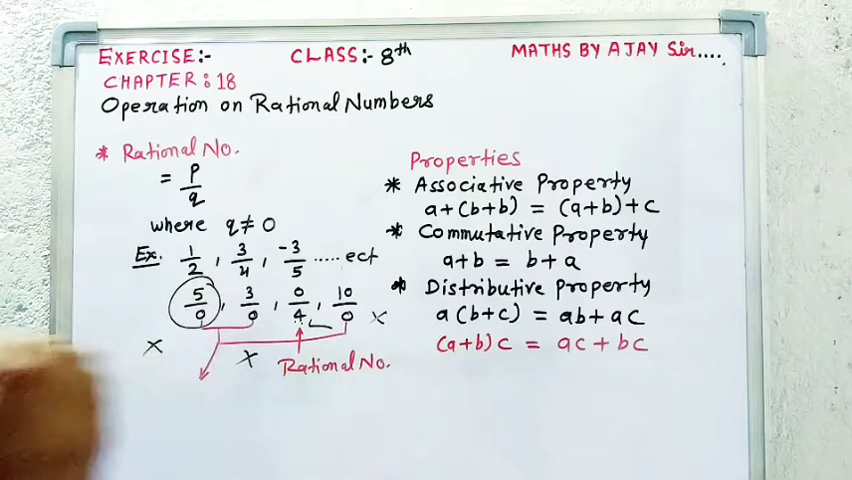 EXERCISE:- CLASS:- 8th MATHS BY AJAY Sir....
CHAPTER:18
Operation on Rational Numbers
* Rational No.
= P/q
where q≠0
Ex. 1/2, 3/4, -3/5 ..... ect
5/0, 3/0, 0/4, 10/0 ×
× × Rational No.
Properties
* Associative Property
a+(b+b) = (a+b)+c
* Commutative Property
a+b = b+a
* Distributive Property
a(b+c) = ab+ac
(a+b)c = ac+bc